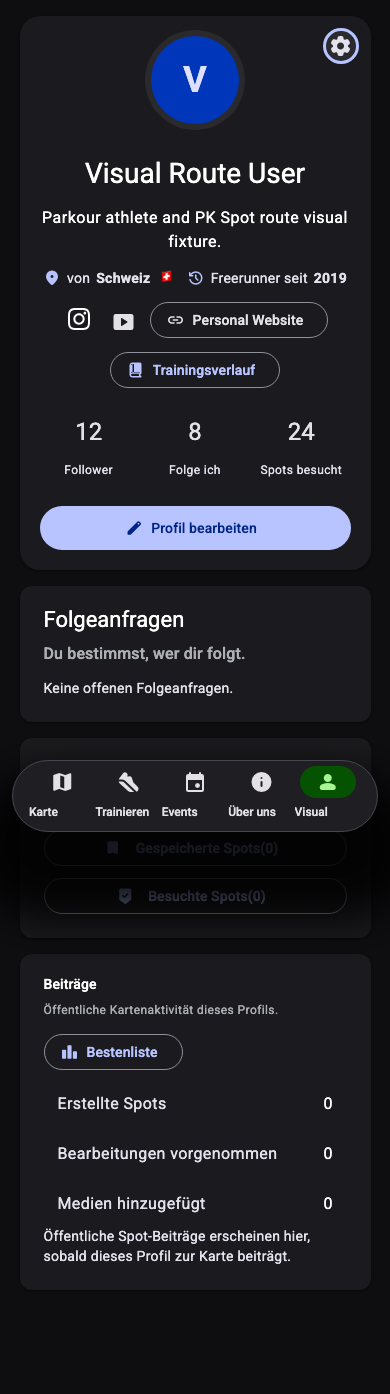 V
Visual Route User
Parkour athlete and PK Spot route visual
fixture.
von Schweiz Freerunner seit 2019
Personal Website
Trainingsverlauf
12 8 24
Follower Folge ich Spots besucht
Profil bearbeiten
Folgeanfragen
Du bestimmst, wer dir folgt.
Keine offenen Folgeanfragen.
Karte Trainieren Events Über uns Visual
Gespeicherte Spots(0)
Besuchte Spots(0)
Beiträge
Öffentliche Kartenaktivität dieses Profils.
Bestenliste
Erstellte Spots 0
Bearbeitungen vorgenommen 0
Medien hinzugefügt 0
Öffentliche Spot-Beiträge erscheinen hier,
sobald dieses Profil zur Karte beiträgt.